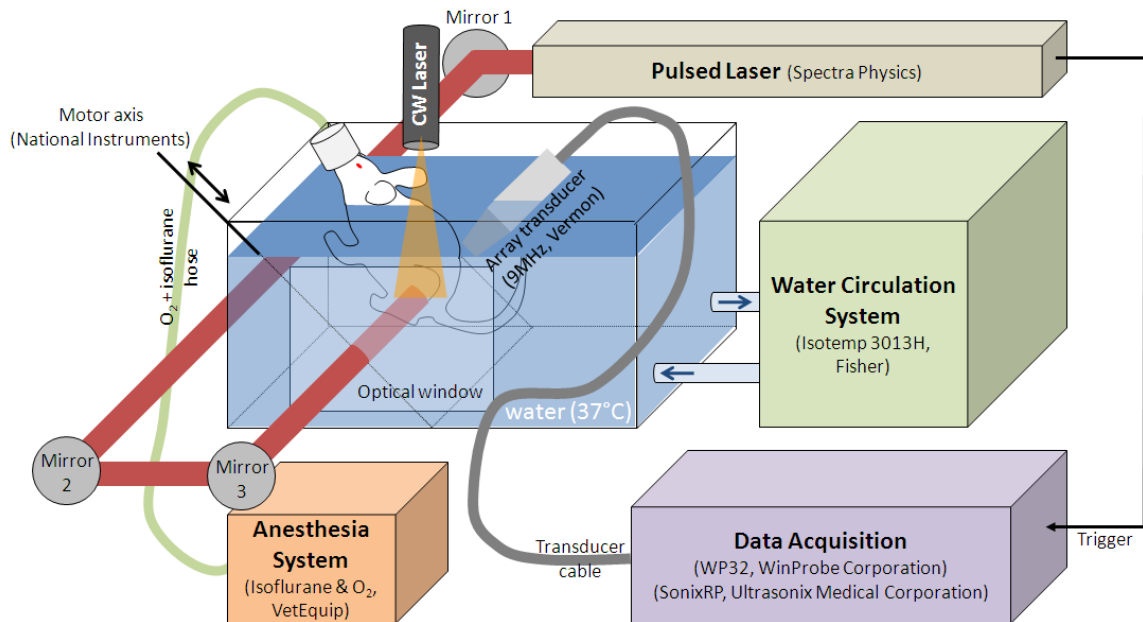 Mirror 1
CW Laser
Pulsed Laser (Spectra Physics)
Motor axis
(National Instruments)
O2 + isoflurane
hose
Array transducer
(9MHz, Vermon)
Water Circulation
System
(Isotemp 3013H,
Fisher)
Optical window
water (37°C)
Mirror
2
Mirror
3
Anesthesia
System
(Isoflurane & O2,
VetEquip)
Transducer
cable
Data Acquisition
(WP32, WinProbe Corporation)
(SonixRP, Ultrasonix Medical Corporation)
Trigger